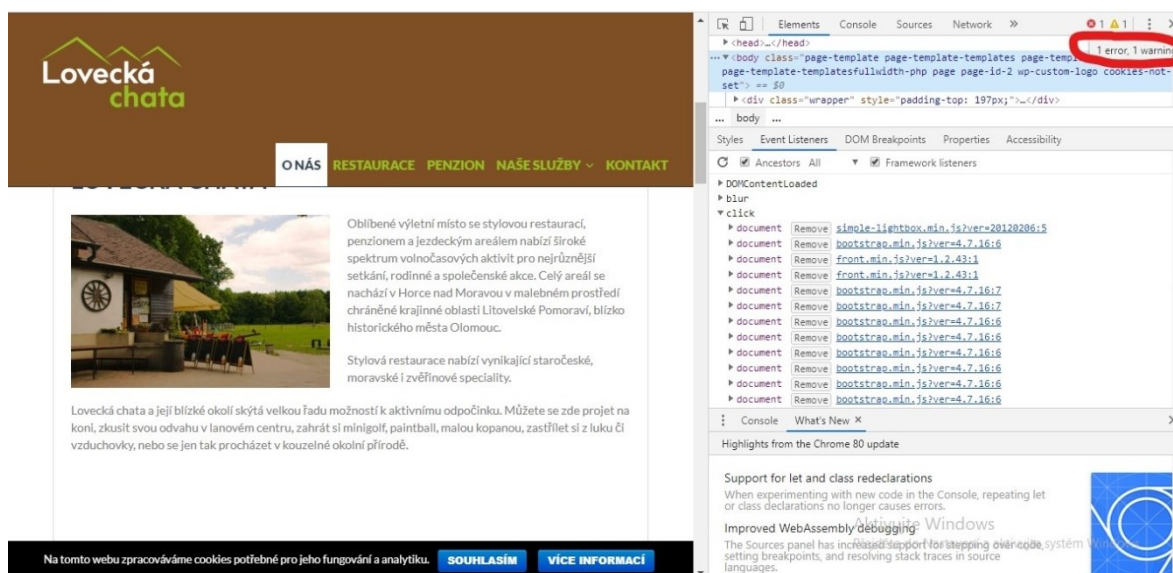 Lovecká
chata
O NÁS RESTAURACE PENZION NAŠE SLUŽBY KONTAKT
LOVECKÁ CHATA
Oblíbené výletní místo se stylovou restaurací,
penzionem a jezdeckým areálem nabízí široké
spektrum volnočasových aktivit pro nejrůznější
setkání, rodinné a společenské akce. Celý areál se
nachází v Horce nad Moravou v malebném prostředí
chráněné krajinné oblasti Litovelské Pomoraví, blízko
historického města Olomouc.
Stylová restaurace nabízí vynikající staročeské,
moravské i zvěřinové speciality.
Lovecká chata a její blízké okolí skýtá velkou řadu možností k aktivnímu odpočinku. Můžete se zde projet na
koni, zkusit svou odvahu v lanovém centru, zahrát si minigolf, paintball, malou kopanou, zastřílet si z luku či
vzduchovky, nebo se jen tak procházet v kouzelné okolní přírodě.
Na tomto webu zpracováváme cookies potřebné pro jeho fungování a analytiku. SOUHLASÍM VÍCE INFORMACÍ
Elements Console Sources Network » 1 1
<head>…</head>
1 error, 1 warning
<body class="page-template page-template-templates page-templ
page-template-templatesfullwidth-php page page-id-2 wp-custom-logo cookies-not-
set"> == $0
<div class="wrapper" style="padding-top: 197px;">…</div>
... body ...
Styles Event Listeners DOM Breakpoints Properties Accessibility
Ancestors All Framework listeners
DOMContentLoaded
blur
click
document Remove simple-lightbox.min.js?ver=20120206:5
document Remove bootstrap.min.js?ver=4.7.16:6
document Remove front.min.js?ver=1.2.43:1
document Remove front.min.js?ver=1.2.43:1
document Remove bootstrap.min.js?ver=4.7.16:7
document Remove bootstrap.min.js?ver=4.7.16:7
document Remove bootstrap.min.js?ver=4.7.16:6
document Remove bootstrap.min.js?ver=4.7.16:6
document Remove bootstrap.min.js?ver=4.7.16:6
document Remove bootstrap.min.js?ver=4.7.16:6
document Remove bootstrap.min.js?ver=4.7.16:6
document Remove bootstrap.min.js?ver=4.7.16:6
Console What's New ×
Highlights from the Chrome 80 update
Support for let and class redeclarations
When experimenting with new code in the Console, repeating let
or class declarations no longer causes errors.
Improved WebAssembly debugging
Aktivujte Windows
The Sources panel has increased support for stepping over code,
systém
setting breakpoints, and resolving stack traces in source
languages.